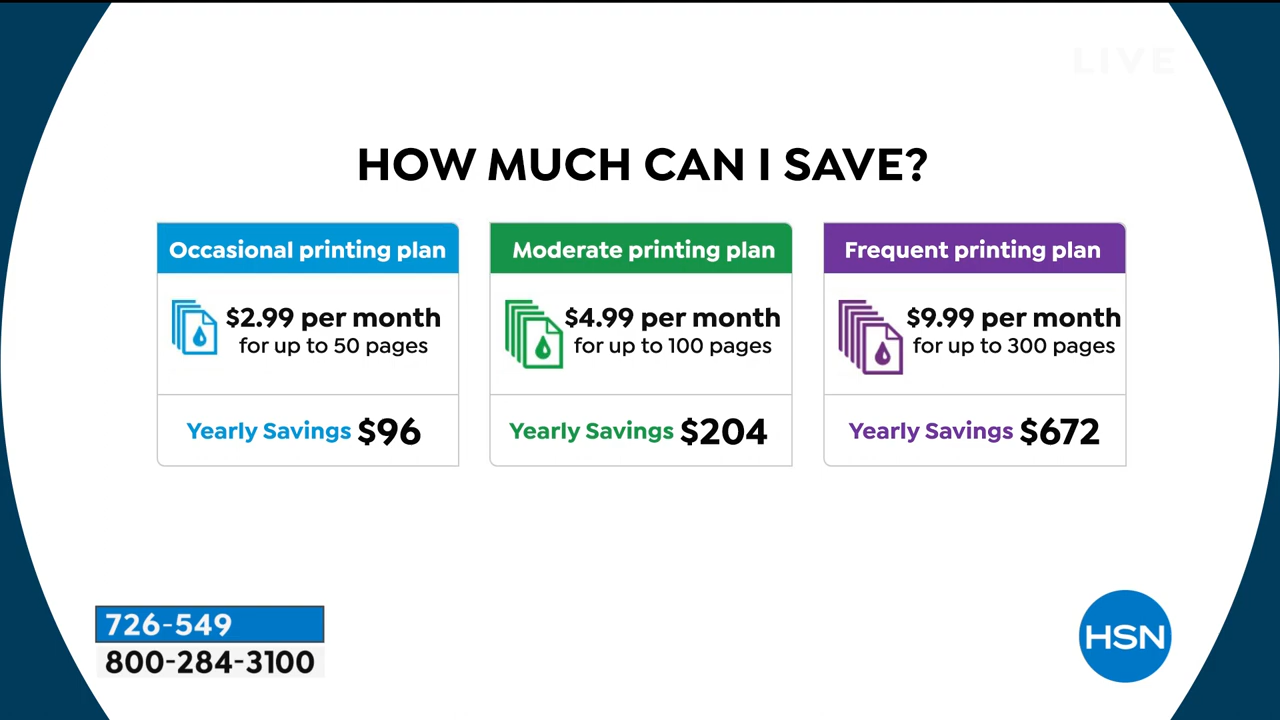 LIVE
HOW MUCH CAN I SAVE?
Occasional printing plan
$2.99 per month
for up to 50 pages
Yearly Savings $96
Moderate printing plan
$4.99 per month
for up to 100 pages
Yearly Savings $204
Frequent printing plan
$9.99 per month
for up to 300 pages
Yearly Savings $672
726-549
800-284-3100
HSN